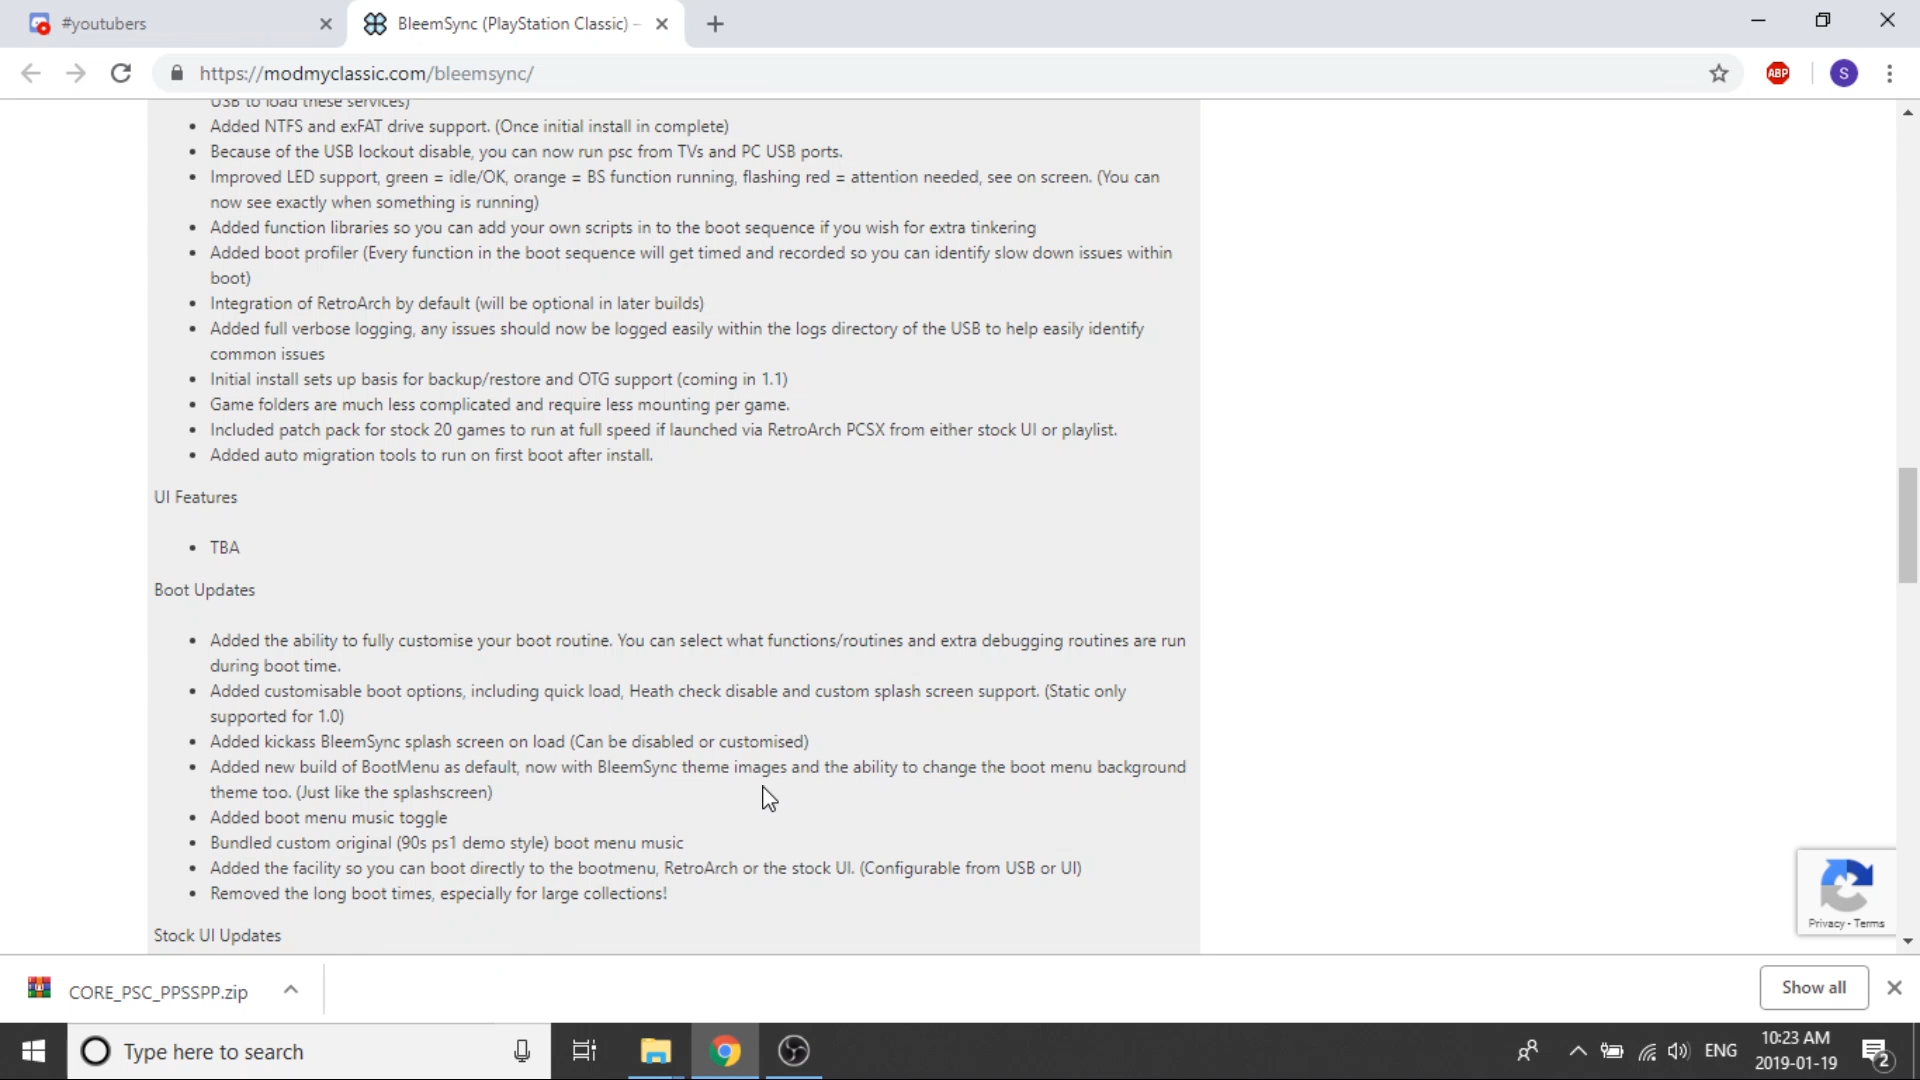 #youtubers
BleemSync (PlayStation Classic) –
https://modmyclassic.com/bleemsync/
ABP
S
USB to load these services)
Added NTFS and exFAT drive support. (Once initial install in complete)
Because of the USB lockout disable, you can now run psc from TVs and PC USB ports.
Improved LED support, green = idle/OK, orange = BS function running, flashing red = attention needed, see on screen. (You can
now see exactly when something is running)
Added function libraries so you can add your own scripts in to the boot sequence if you wish for extra tinkering
Added boot profiler (Every function in the boot sequence will get timed and recorded so you can identify slow down issues within
boot)
Integration of RetroArch by default (will be optional in later builds)
Added full verbose logging, any issues should now be logged easily within the logs directory of the USB to help easily identify
common issues
Initial install sets up basis for backup/restore and OTG support (coming in 1.1)
Game folders are much less complicated and require less mounting per game.
Included patch pack for stock 20 games to run at full speed if launched via RetroArch PCSX from either stock UI or playlist.
Added auto migration tools to run on first boot after install.
UI Features
TBA
Boot Updates
Added the ability to fully customise your boot routine. You can select what functions/routines and extra debugging routines are run
during boot time.
Added customisable boot options, including quick load, Heath check disable and custom splash screen support. (Static only
supported for 1.0)
Added kickass BleemSync splash screen on load (Can be disabled or customised)
Added new build of BootMenu as default, now with BleemSync theme images and the ability to change the boot menu background
theme too. (Just like the splashscreen)
Added boot menu music toggle
Bundled custom original (90s ps1 demo style) boot menu music
Added the facility so you can boot directly to the bootmenu, RetroArch or the stock UI. (Configurable from USB or UI)
Removed the long boot times, especially for large collections!
Stock UI Updates
Privacy - Terms
CORE_PSC_PPSSPP.zip
Show all
Type here to search
ENG
10:23 AM
2019-01-19
2